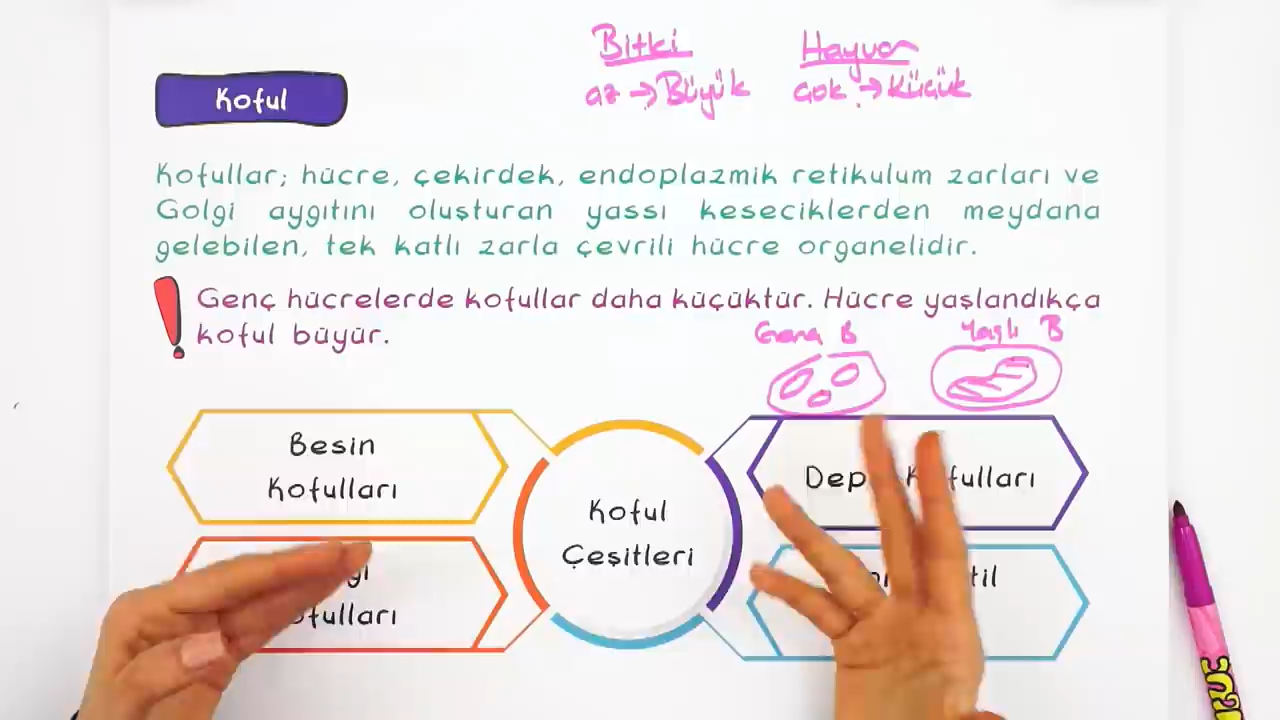 Bitki
Hayvan
az → Büyük
Çok → Küçük
Koful
Kofullar; hücre, çekirdek, endoplazmik retikulum zarları ve
Golgi aygıtını oluşturan yassı keseciklerden meydana
gelebilen, tek katlı zarla çevrili hücre organelidir.
Genç hücrelerde kofullar daha küçüktür. Hücre yaşlandıkça
koful büyür.
Genç B
Yaşlı B
Besin
Kofulları
Depo Kofulları
Koful
Çeşitleri